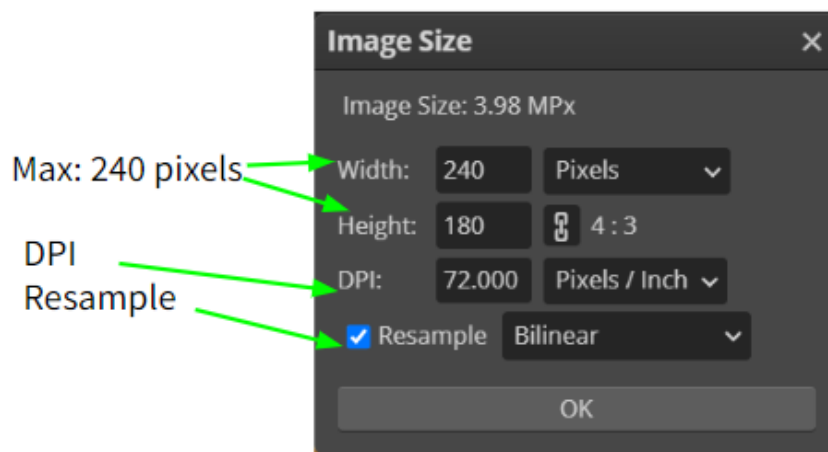 Image Size ×
Image Size: 3.98 MPx
Max: 240 pixels
Width: 240 Pixels
Height: 180 4 : 3
DPI
DPI: 72.000 Pixels / Inch
Resample
Resample Bilinear
OK